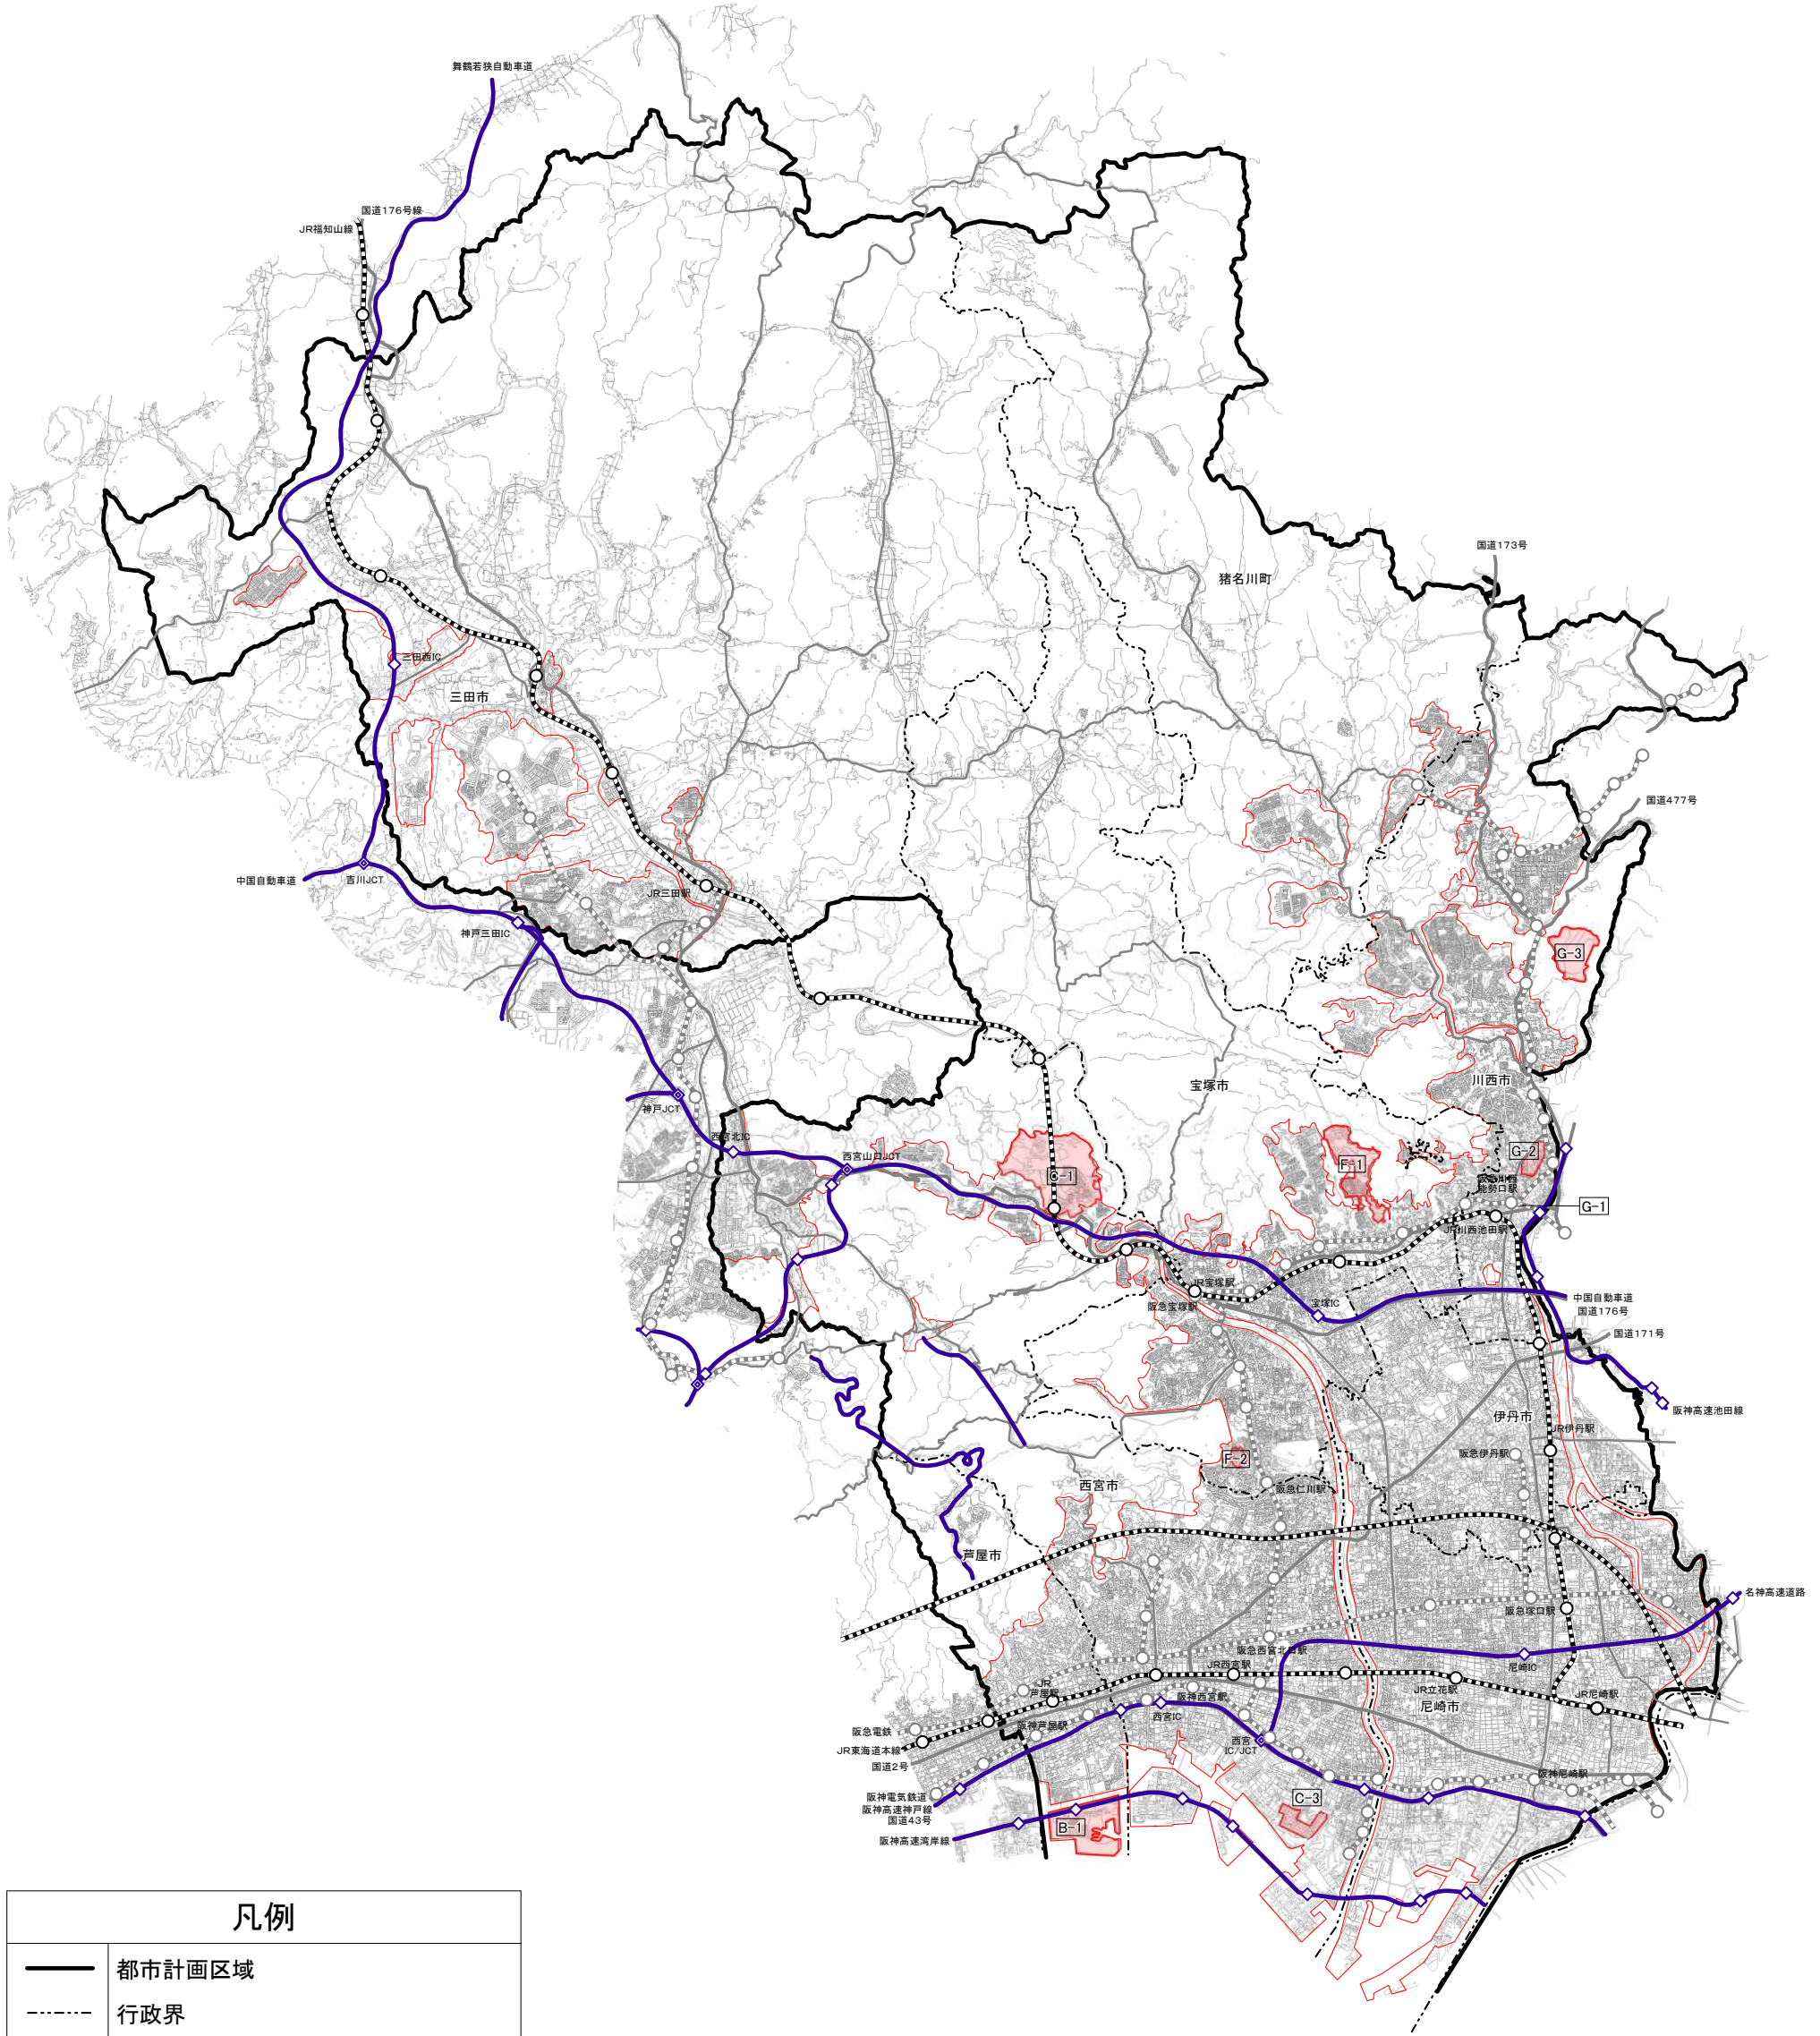 舞鶴若狭自動車道
国道176号線
JR福知山線
国道173号
猪名川町
三田西IC
三田市
国道477号
中国自動車道
吉川JCT
JR三田駅
神戸三田IC
G-3
川西市
宝塚市
神戸JCT
西宮北IC
西宮山口JCT
C-1
F-1
G-2
阪急川西
能勢口駅
G-1
JR川西池田駅
JR宝塚駅
阪急宝塚駅
宝塚IC
中国自動車道
国道176号
国道171号
阪神高速池田線
伊丹市
JR伊丹駅
阪急伊丹駅
F-2
西宮市
阪急仁川駅
芦屋市
名神高速道路
阪急塚口駅
阪急西宮北口駅
尼崎IC
JR西宮駅
JR
芦屋駅
JR立花駅
JR尼崎駅
阪神西宮駅
尼崎市
西宮IC
阪神芦屋駅
阪急電鉄
JR東海道本線
国道2号
西宮
IC/JCT
阪神尼崎駅
阪神電気鉄道
阪神高速神戸線
国道43号
C-3
B-1
阪神高速湾岸線
凡例
都市計画区域
行政界